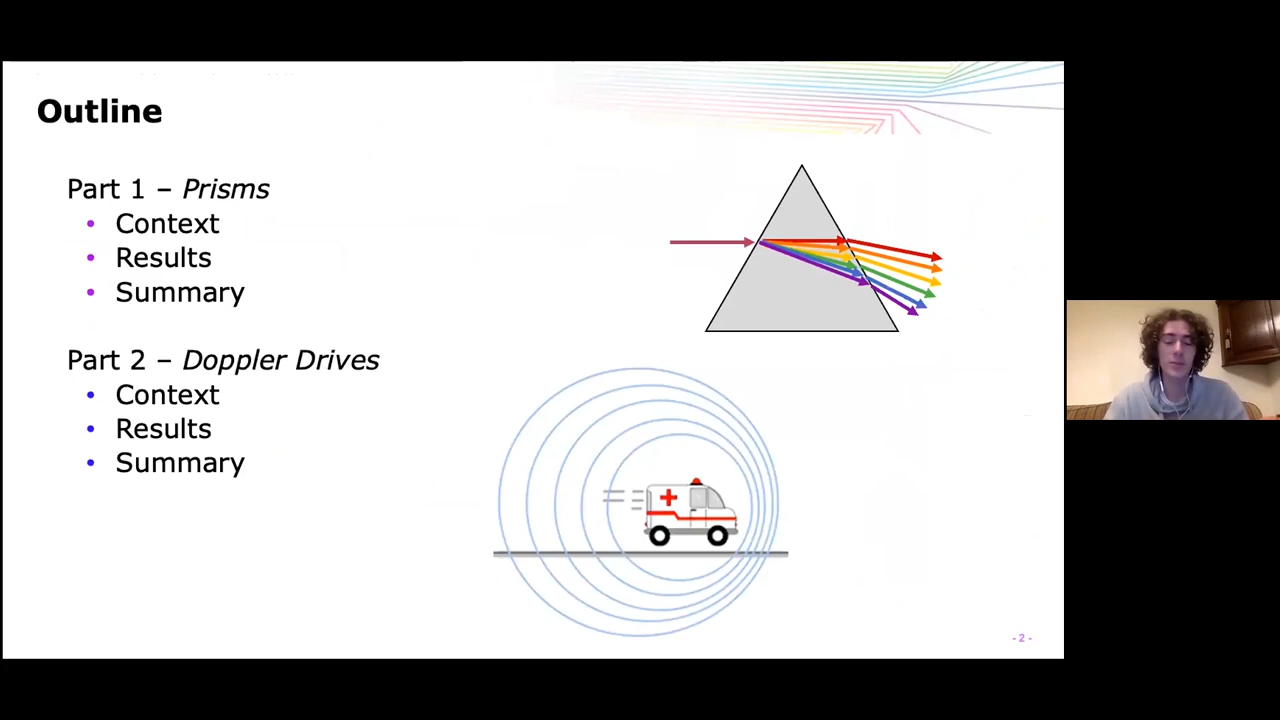 Outline
Part 1 – Prisms
• Context
• Results
• Summary
Part 2 – Doppler Drives
• Context
• Results
• Summary
- 2 -